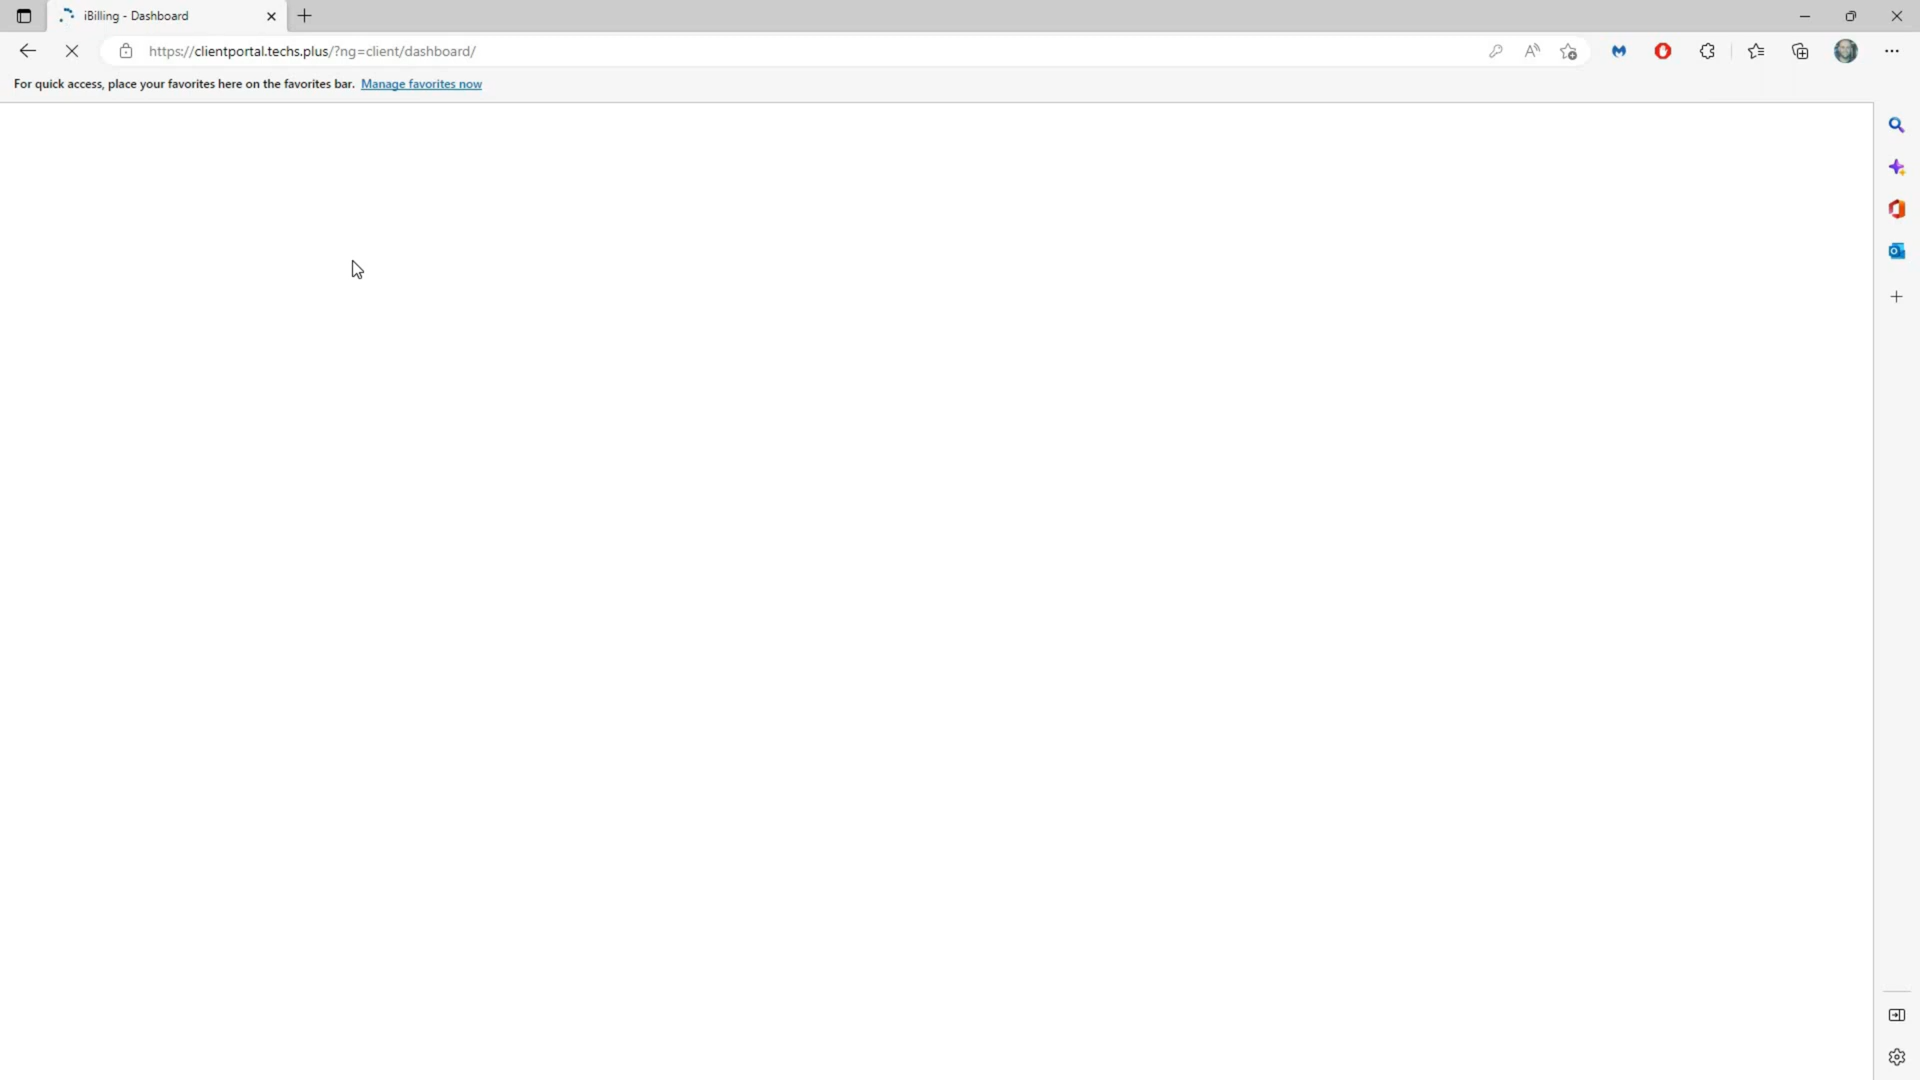 iBilling - Dashboard
https://clientportal.techs.plus/?ng=client/dashboard/
For quick access, place your favorites here on the favorites bar. Manage favorites now